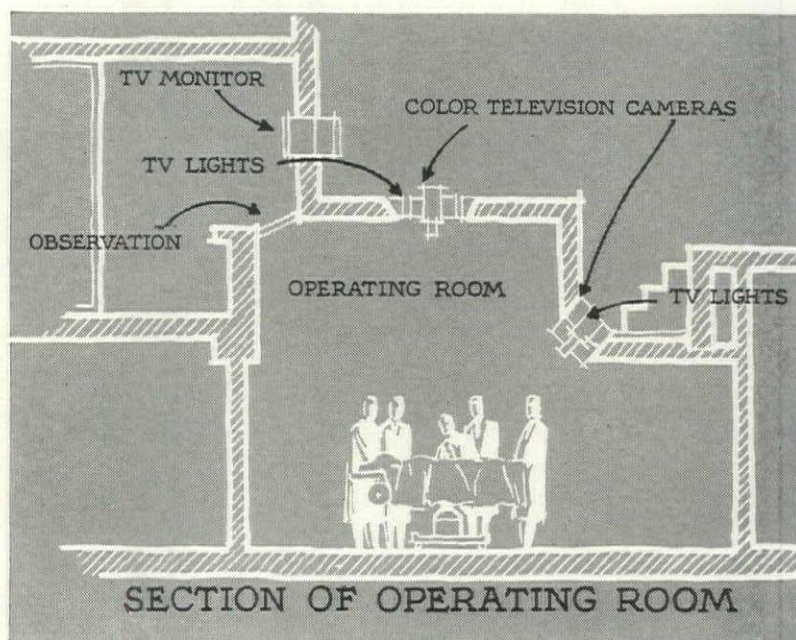 TV MONITOR
COLOR TELEVISION CAMERAS
TV LIGHTS
OBSERVATION
OPERATING ROOM
TV LIGHTS
SECTION OF OPERATING ROOM